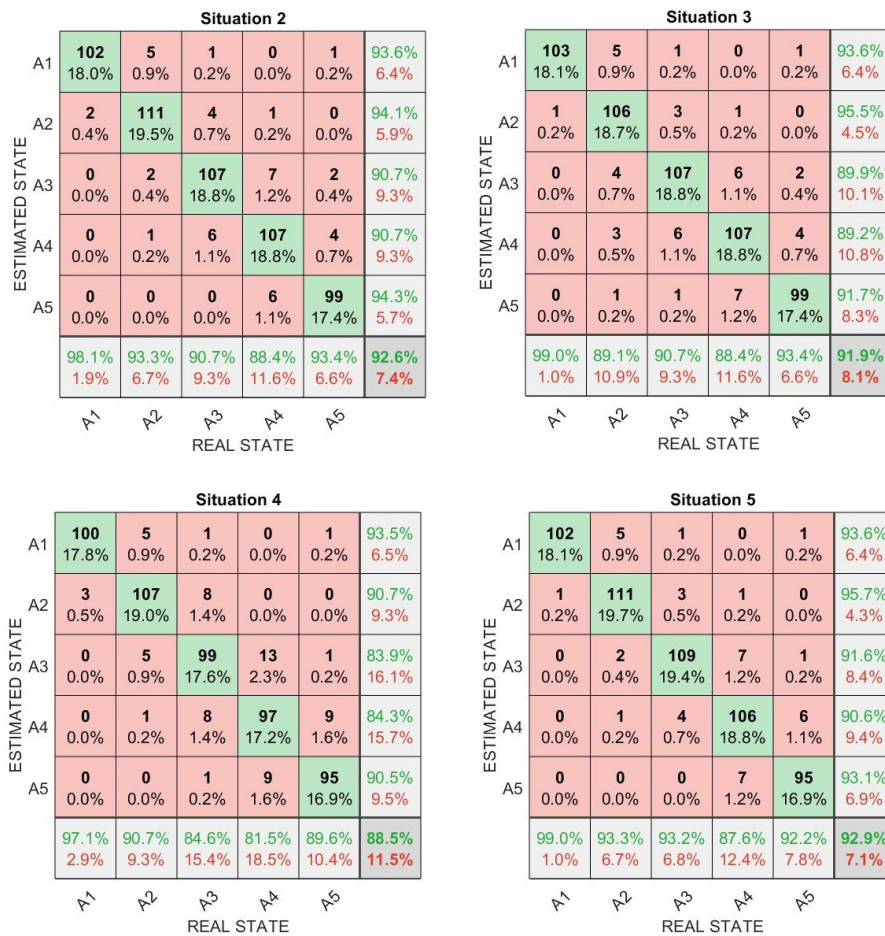 Situation 2
A1 102 5 1 0 1 93.6%
18.0% 0.9% 0.2% 0.0% 0.2% 6.4%
A2 2 111 4 1 0 94.1%
0.4% 19.5% 0.7% 0.2% 0.0% 5.9%
A3 0 2 107 7 2 90.7%
0.0% 0.4% 18.8% 1.2% 0.4% 9.3%
A4 0 1 6 107 4 90.7%
0.0% 0.2% 1.1% 18.8% 0.7% 9.3%
A5 0 0 0 6 99 94.3%
0.0% 0.0% 0.0% 1.1% 17.4% 5.7%
98.1% 93.3% 90.7% 88.4% 93.4% 92.6%
1.9% 6.7% 9.3% 11.6% 6.6% 7.4%
A1 A2 A3 A4 A5
ESTIMATED STATE
REAL STATE
Situation 3
A1 103 5 1 0 1 93.6%
18.1% 0.9% 0.2% 0.0% 0.2% 6.4%
A2 1 106 3 1 0 95.5%
0.2% 18.7% 0.5% 0.2% 0.0% 4.5%
A3 0 4 107 6 2 89.9%
0.0% 0.7% 18.8% 1.1% 0.4% 10.1%
A4 0 3 6 107 4 89.2%
0.0% 0.5% 1.1% 18.8% 0.7% 10.8%
A5 0 1 1 7 99 91.7%
0.0% 0.2% 0.2% 1.2% 17.4% 8.3%
99.0% 89.1% 90.7% 88.4% 93.4% 91.9%
1.0% 10.9% 9.3% 11.6% 6.6% 8.1%
A1 A2 A3 A4 A5
ESTIMATED STATE
REAL STATE
Situation 4
A1 100 5 1 0 1 93.5%
17.8% 0.9% 0.2% 0.0% 0.2% 6.5%
A2 3 107 8 0 0 90.7%
0.5% 19.0% 1.4% 0.0% 0.0% 9.3%
A3 0 5 99 13 1 83.9%
0.0% 0.9% 17.6% 2.3% 0.2% 16.1%
A4 0 1 8 97 9 84.3%
0.0% 0.2% 1.4% 17.2% 1.6% 15.7%
A5 0 0 1 9 95 90.5%
0.0% 0.0% 0.2% 1.6% 16.9% 9.5%
97.1% 90.7% 84.6% 81.5% 89.6% 88.5%
2.9% 9.3% 15.4% 18.5% 10.4% 11.5%
A1 A2 A3 A4 A5
ESTIMATED STATE
REAL STATE
Situation 5
A1 102 5 1 0 1 93.6%
18.1% 0.9% 0.2% 0.0% 0.2% 6.4%
A2 1 111 3 1 0 95.7%
0.2% 19.7% 0.5% 0.2% 0.0% 4.3%
A3 0 2 109 7 1 91.6%
0.0% 0.4% 19.4% 1.2% 0.2% 8.4%
A4 0 1 4 106 6 90.6%
0.0% 0.2% 0.7% 18.8% 1.1% 9.4%
A5 0 0 0 7 95 93.1%
0.0% 0.0% 0.0% 1.2% 16.9% 6.9%
99.0% 93.3% 93.2% 87.6% 92.2% 92.9%
1.0% 6.7% 6.8% 12.4% 7.8% 7.1%
A1 A2 A3 A4 A5
ESTIMATED STATE
REAL STATE